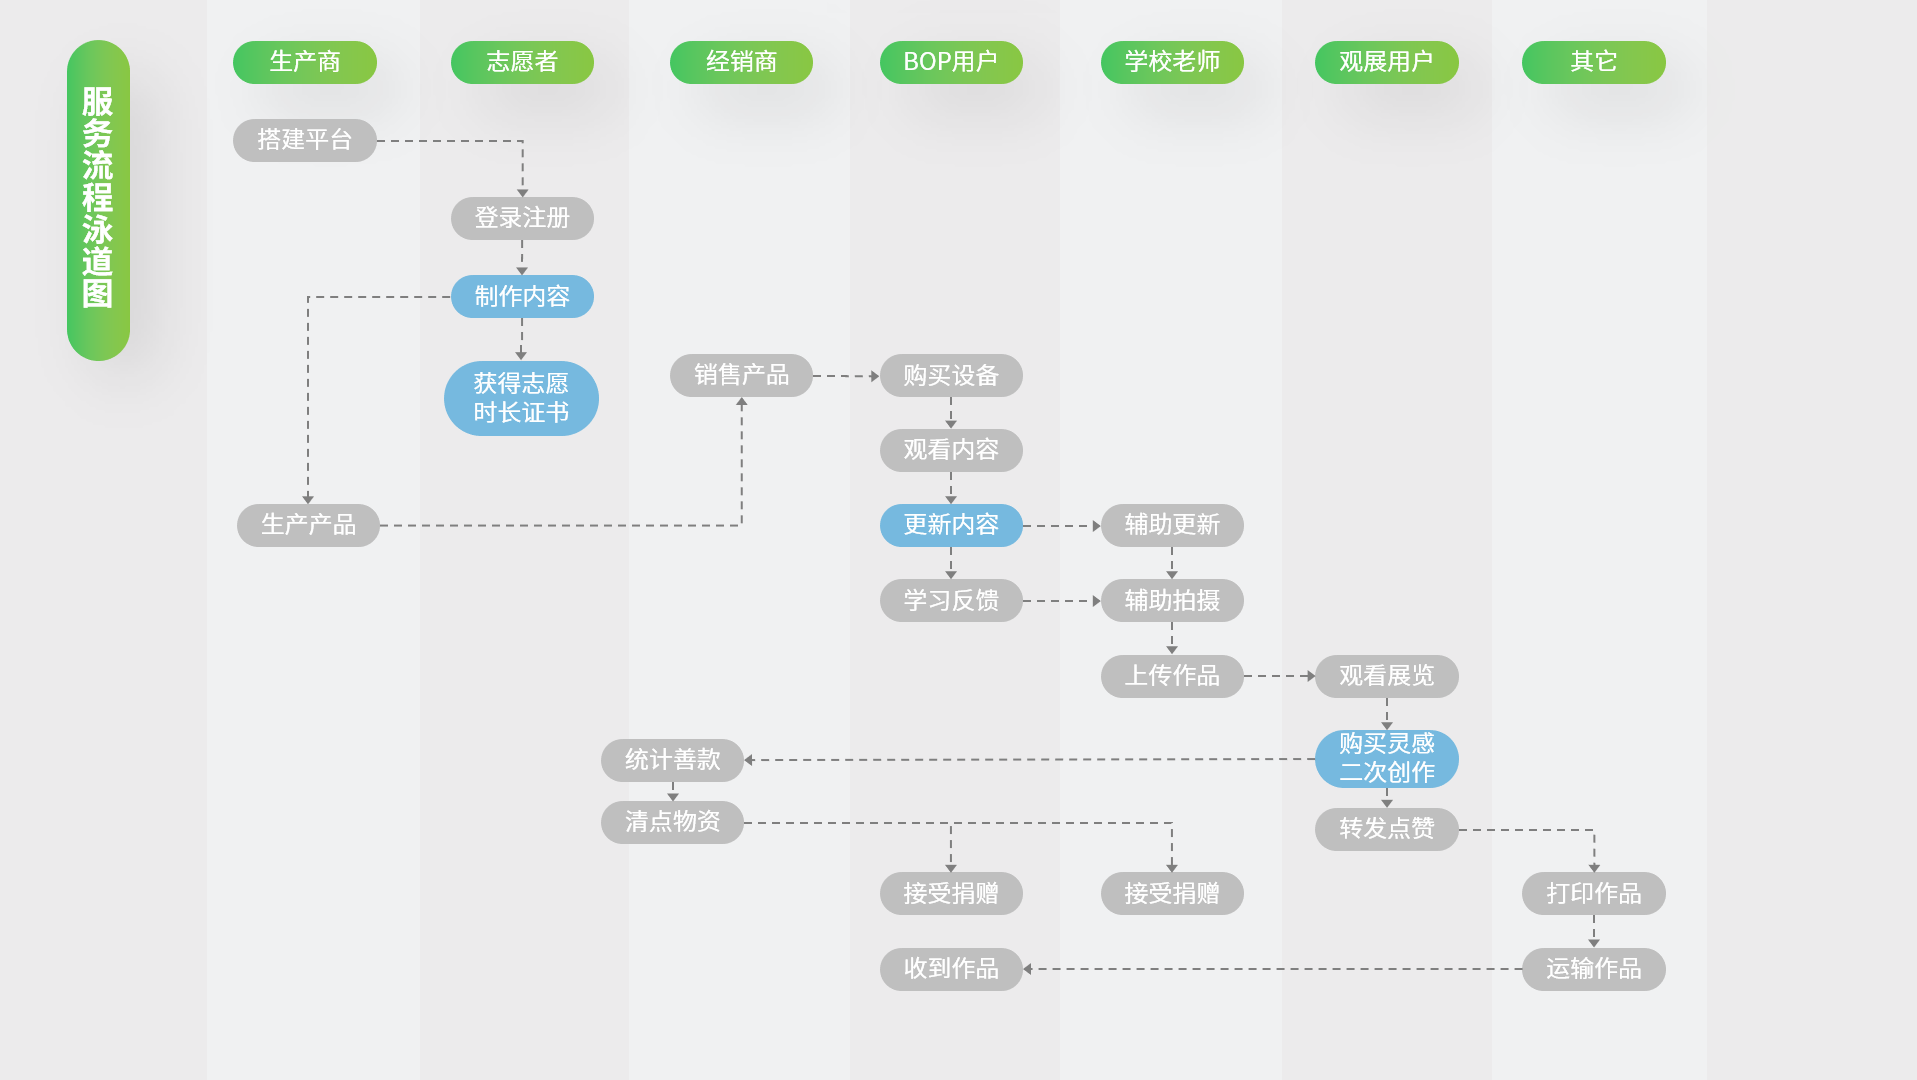 服务流程泳道图
生产商
志愿者
经销商
BOP用户
学校老师
观展用户
其它
搭建平台
登录注册
制作内容
获得志愿
时长证书
销售产品
购买设备
观看内容
生产产品
更新内容
辅助更新
学习反馈
辅助拍摄
上传作品
观看展览
统计善款
购买灵感
二次创作
清点物资
转发点赞
接受捐赠
接受捐赠
打印作品
收到作品
运输作品